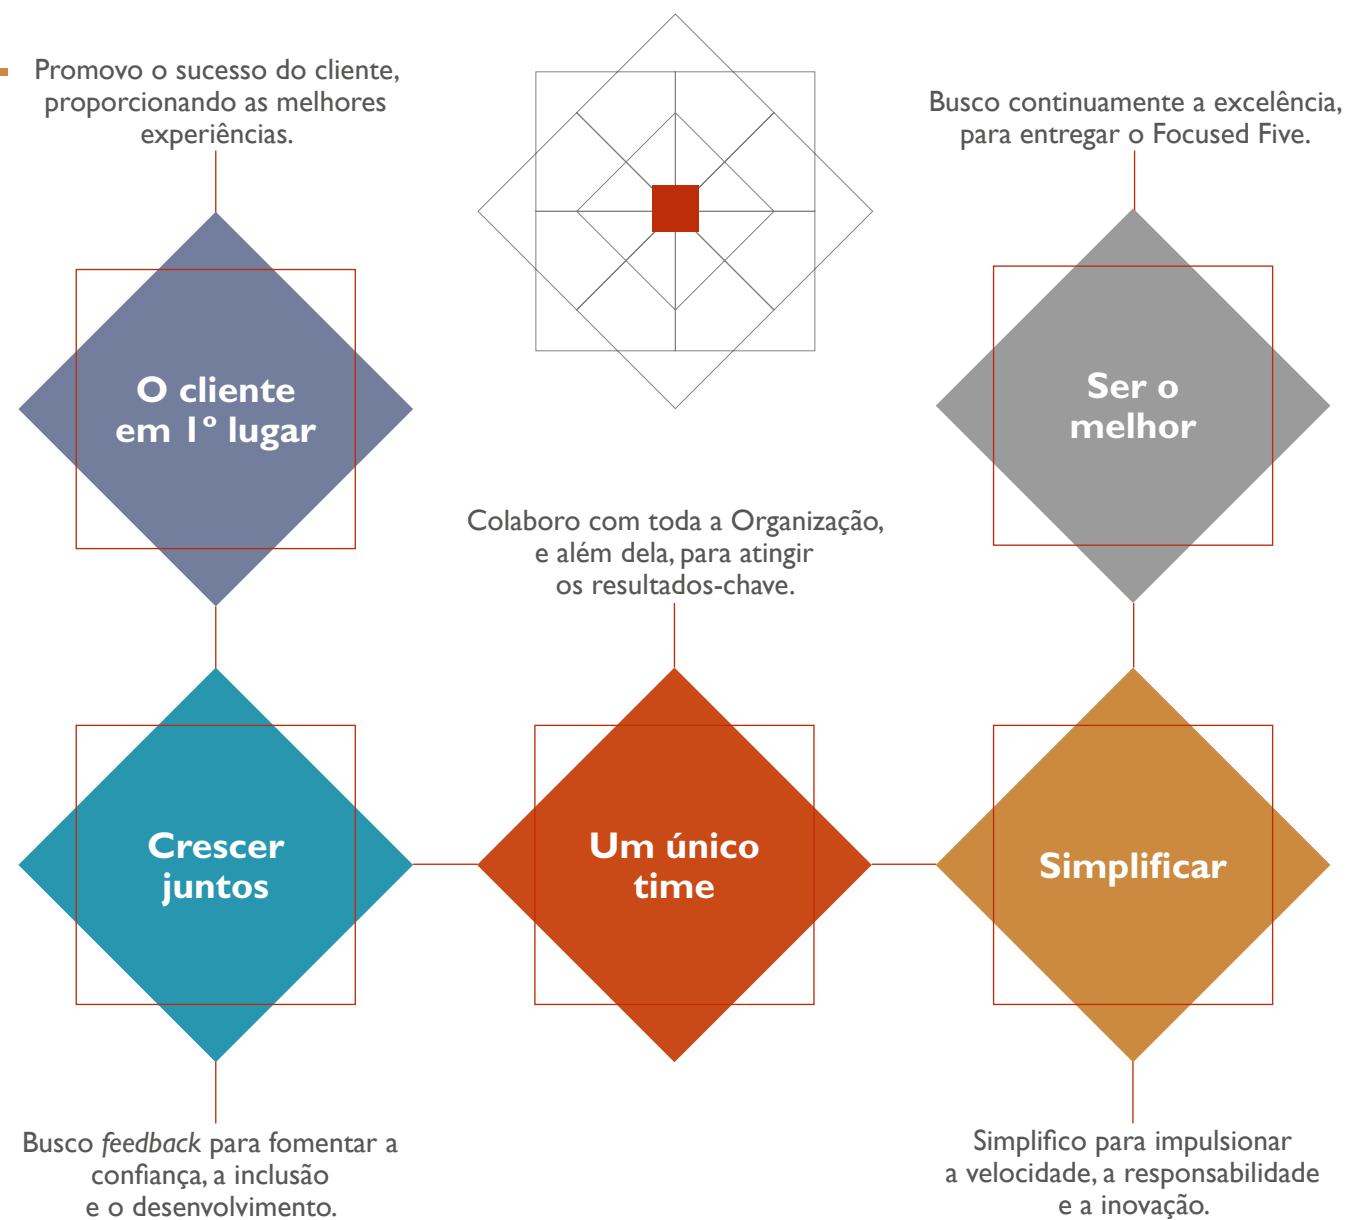 Promovo o sucesso do cliente,
proporcionando as melhores
experiências.
O cliente
em 1º lugar
Busco continuamente a excelência,
para entregar o Focused Five.
Ser o
melhor
Colaboro com toda a Organização,
e além dela, para atingir
os resultados-chave.
Crescer
juntos
Um único
time
Simplificar
Busco feedback para fomentar a
confiança, a inclusão
e o desenvolvimento.
Simplifico para impulsionar
a velocidade, a responsabilidade
e a inovação.